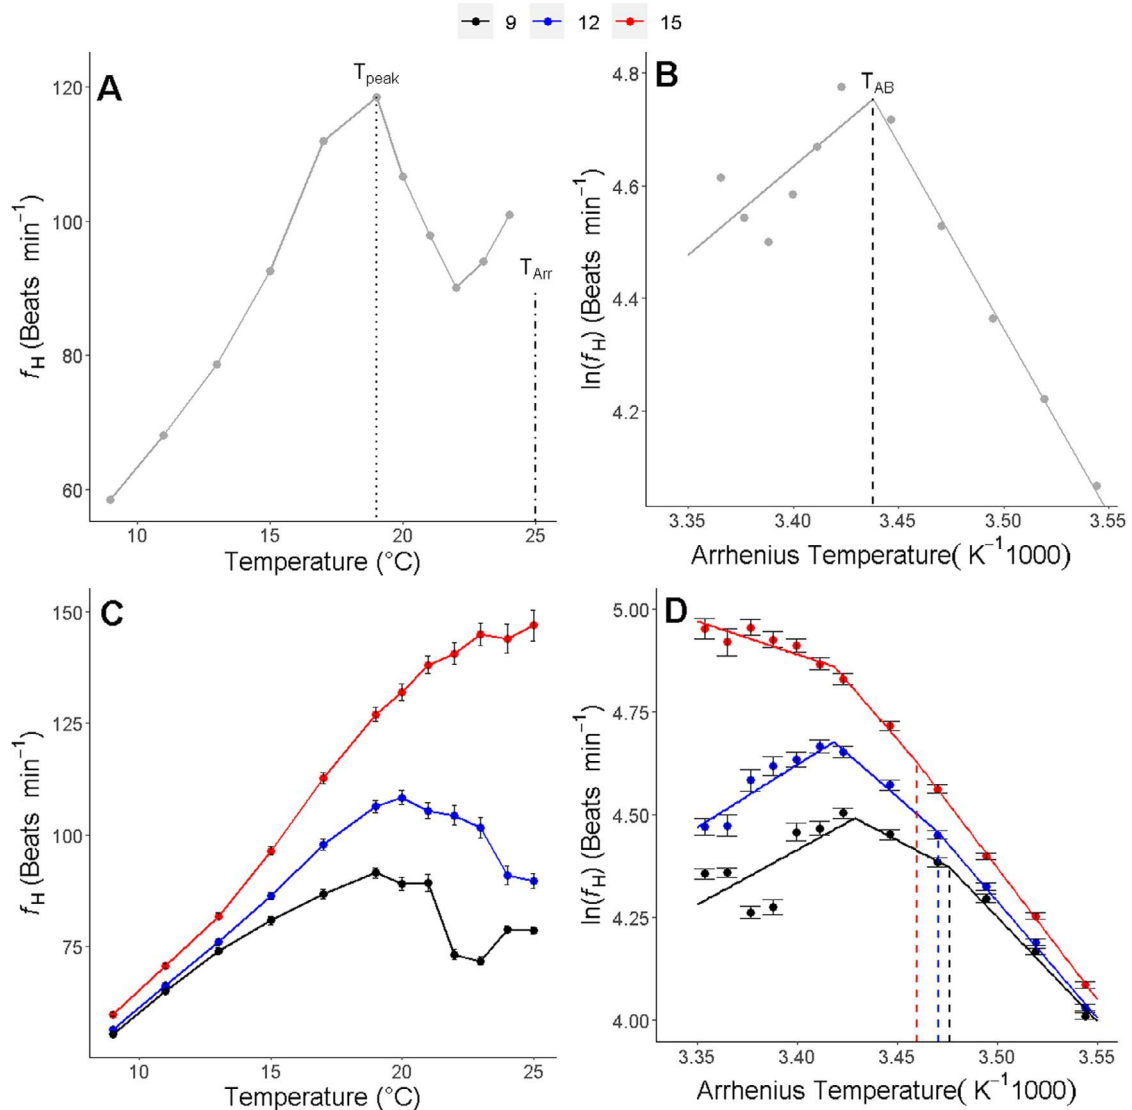 9 12 15
A
T_peak
T_Arr
120
100
80
60
10 15 20 25
f_H (Beats min⁻¹)
Temperature (°C)
B
T_AB
4.8
4.6
4.4
4.2
3.35 3.40 3.45 3.50 3.55
ln(f_H) (Beats min⁻¹)
Arrhenius Temperature( K⁻¹1000)
C
150
125
100
75
10 15 20 25
f_H (Beats min⁻¹)
Temperature (°C)
D
5.00
4.75
4.50
4.25
4.00
3.35 3.40 3.45 3.50 3.55
ln(f_H) (Beats min⁻¹)
Arrhenius Temperature( K⁻¹1000)